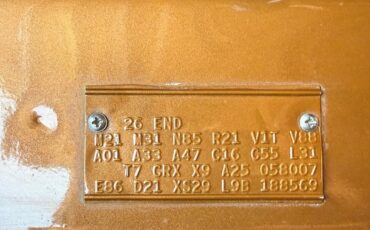 26 END
M21 M31 N85 R21 V1T V88
A01 A33 A47 C16 G55 L31
T7 CRX X9 A25 058007
E86 D21 XS29 L9B 188569